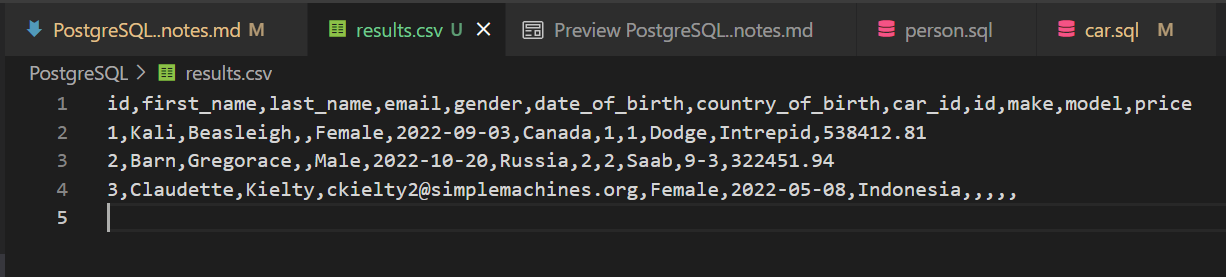 PostgreSQL..notes.md M results.csv U Preview PostgreSQL..notes.md person.sql car.sql M
PostgreSQL > results.csv
1 id,first_name,last_name,email,gender,date_of_birth,country_of_birth,car_id,id,make,model,price
2 1,Kali,Beasleigh,,Female,2022-09-03,Canada,1,1,Dodge,Intrepid,538412.81
3 2,Barn,Gregorace,,Male,2022-10-20,Russia,2,2,Saab,9-3,322451.94
4 3,Claudette,Kielty,ckielty2@simplemachines.org,Female,2022-05-08,Indonesia,,,,,
5